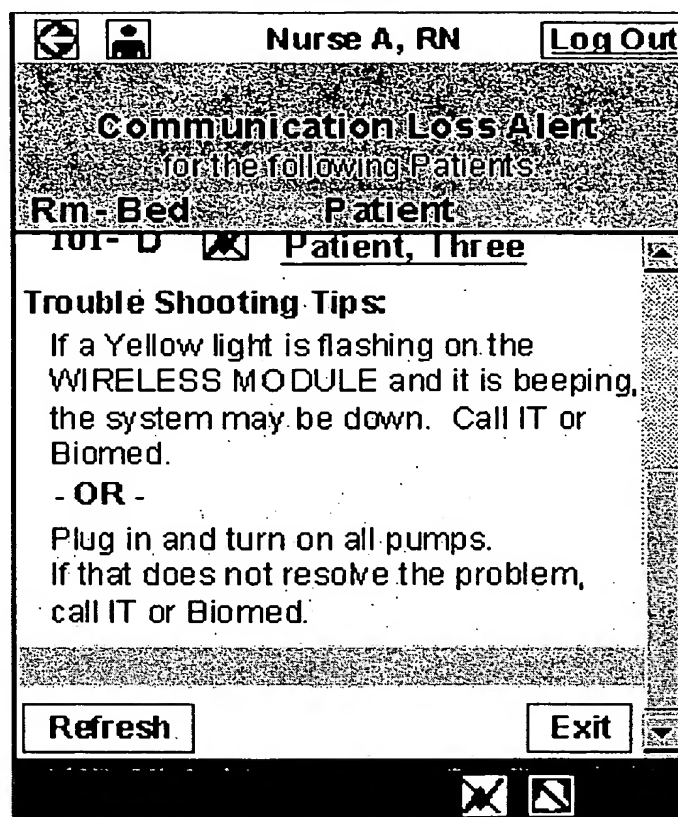 Nurse A, RN Log Out
Communication Loss Alert
for the following Patients:
Rm- Bed Patient
101- D Patient, Three
Trouble Shooting Tips:
If a Yellow light is flashing on the
WIRELESS MODULE and it is beeping,
the system may be down. Call IT or
Biomed.
- OR -
Plug in and turn on all pumps.
If that does not resolve the problem,
call IT or Biomed.
Refresh Exit